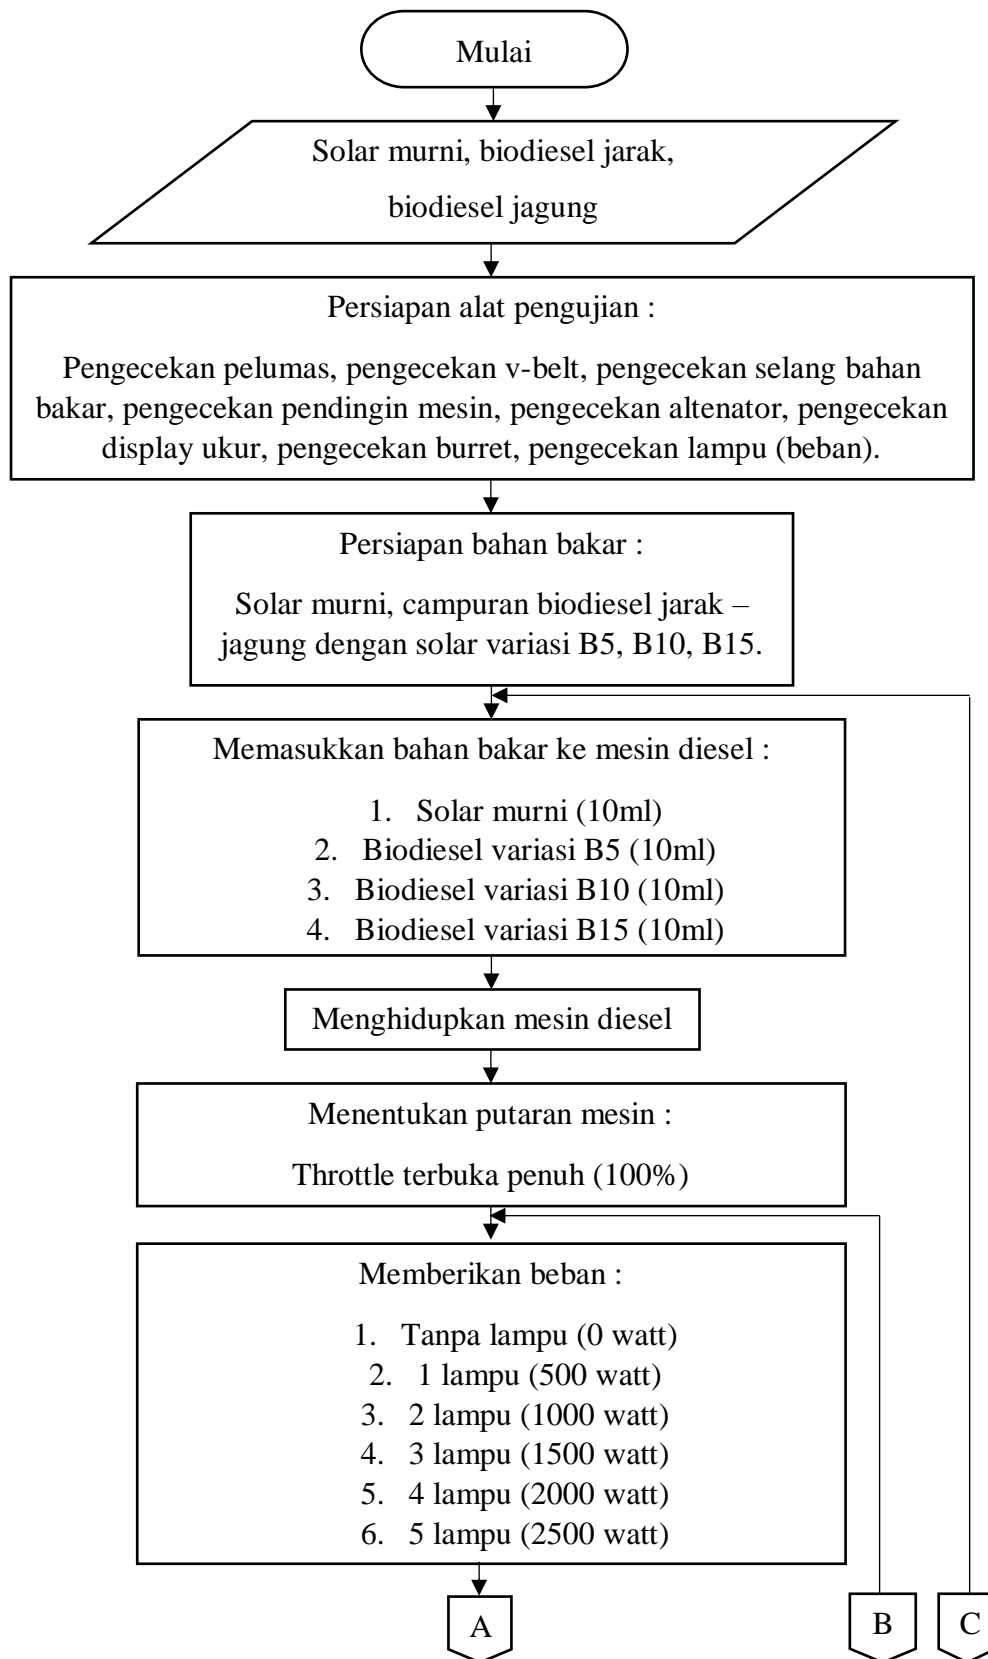 Mulai
Solar murni, biodiesel jarak,
biodiesel jagung
Persiapan alat pengujian :
Pengecekan pelumas, pengecekan v-belt, pengecekan selang bahan
bakar, pengecekan pendingin mesin, pengecekan altenator, pengecekan
display ukur, pengecekan burret, pengecekan lampu (beban).
Persiapan bahan bakar :
Solar murni, campuran biodiesel jarak –
jagung dengan solar variasi B5, B10, B15.
Memasukkan bahan bakar ke mesin diesel :
1. Solar murni (10ml)
2. Biodiesel variasi B5 (10ml)
3. Biodiesel variasi B10 (10ml)
4. Biodiesel variasi B15 (10ml)
Menghidupkan mesin diesel
Menentukan putaran mesin :
Throttle terbuka penuh (100%)
Memberikan beban :
1. Tanpa lampu (0 watt)
2. 1 lampu (500 watt)
3. 2 lampu (1000 watt)
4. 3 lampu (1500 watt)
5. 4 lampu (2000 watt)
6. 5 lampu (2500 watt)
A
B
C